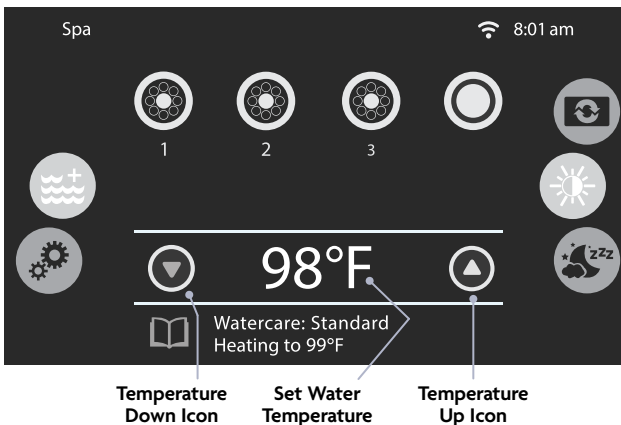 Spa
8:01 am
1
2
3
zzz
98°F
Watercare: Standard
Heating to 99°F
Temperature
Down Icon
Set Water
Temperature
Temperature
Up Icon